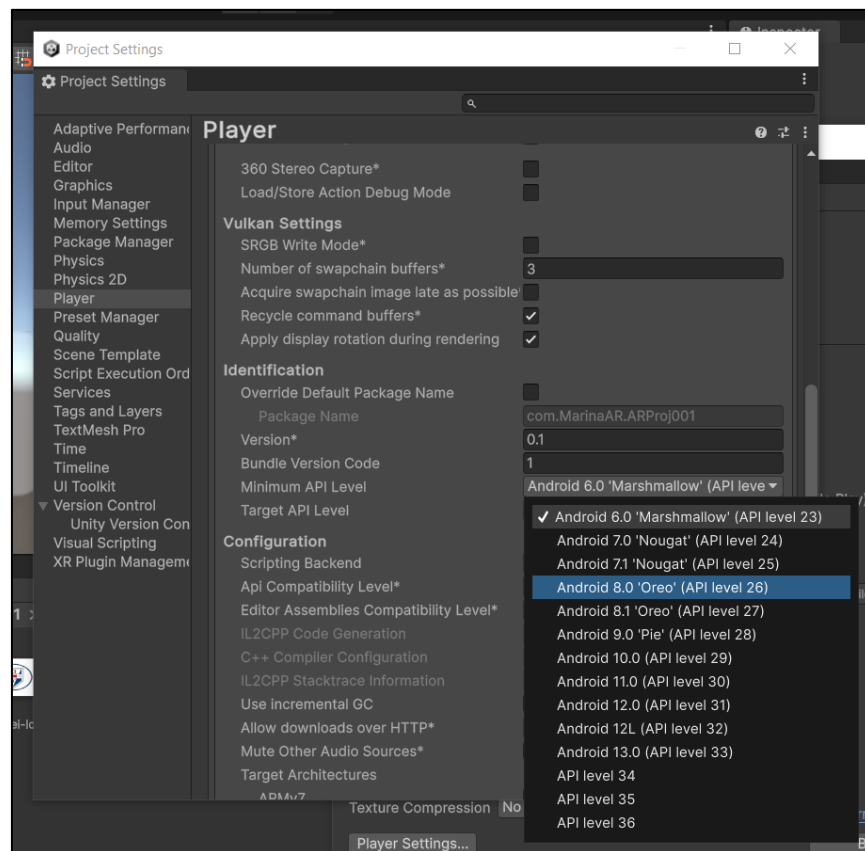 Inspector
Project Settings
Project Settings
Adaptive Performan
Audio
Editor
Graphics
Input Manager
Memory Settings
Package Manager
Physics
Physics 2D
Player
Preset Manager
Quality
Scene Template
Script Execution Ord
Services
Tags and Layers
TextMesh Pro
Time
Timeline
UI Toolkit
Version Control
Unity Version Con
Visual Scripting
XR Plugin Managem
Player
360 Stereo Capture*
Load/Store Action Debug Mode
Vulkan Settings
SRGB Write Mode*
Number of swapchain buffers* 3
Acquire swapchain image late as possible*
Recycle command buffers*
Apply display rotation during rendering
Identification
Override Default Package Name
Package Name com.MarinaAR.ARProj001
Version* 0.1
Bundle Version Code 1
Minimum API Level Android 6.0 'Marshmallow' (API leve
Target API Level
Configuration
Scripting Backend
Api Compatibility Level*
Editor Assemblies Compatibility Level*
IL2CPP Code Generation
C++ Compiler Configuration
IL2CPP Stacktrace Information
Use incremental GC
Allow downloads over HTTP*
Mute Other Audio Sources*
Target Architectures
ARMv7
Android 6.0 'Marshmallow' (API level 23)
Android 7.0 'Nougat' (API level 24)
Android 7.1 'Nougat' (API level 25)
Android 8.0 'Oreo' (API level 26)
Android 8.1 'Oreo' (API level 27)
Android 9.0 'Pie' (API level 28)
Android 10.0 (API level 29)
Android 11.0 (API level 30)
Android 12.0 (API level 31)
Android 12L (API level 32)
Android 13.0 (API level 33)
API level 34
API level 35
API level 36
Texture Compression No
Player Settings...